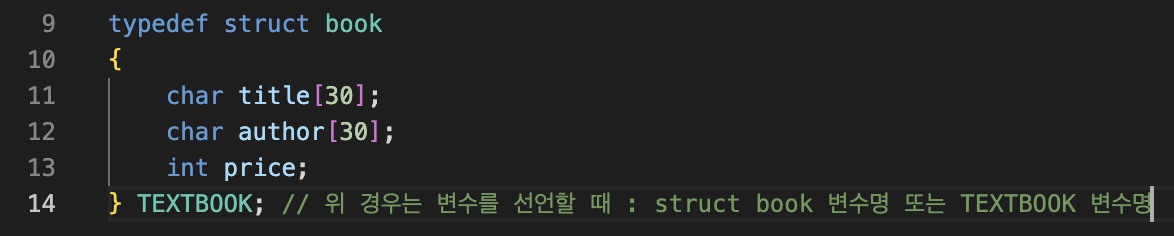 9 typedef struct book
10 {
11 char title[30];
12 char author[30];
13 int price;
14 } TEXTBOOK; // 위 경우는 변수를 선언할 때 : struct book 변수명 또는 TEXTBOOK 변수명